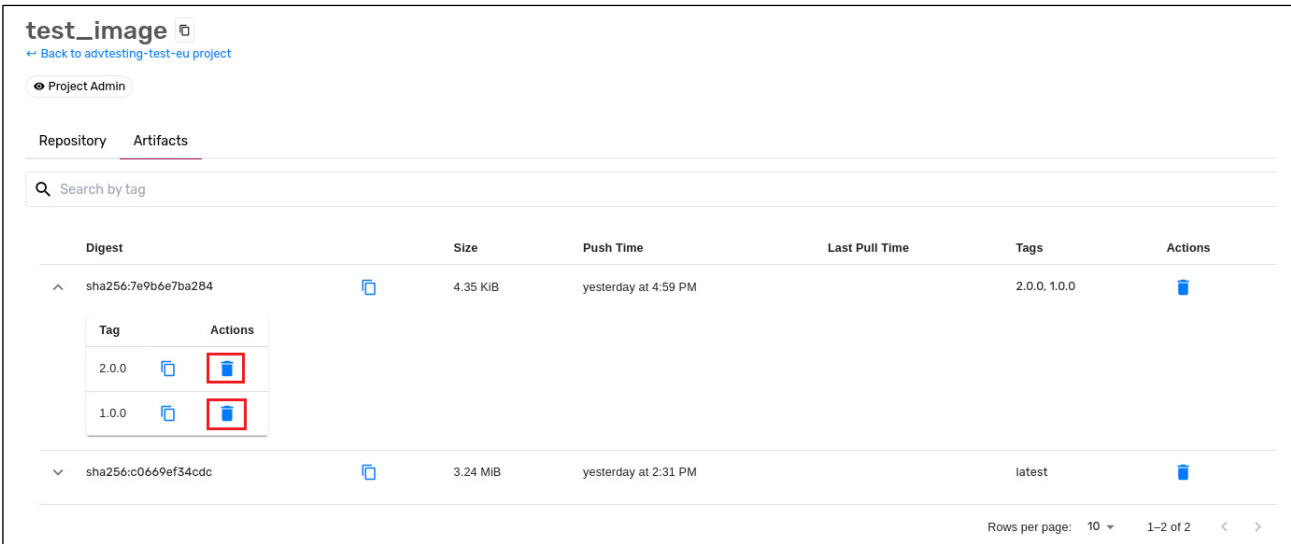 test_image
↩ Back to advtesting-test-eu project
Project Admin
Repository Artifacts
Search by tag
Digest Size Push Time Last Pull Time Tags Actions
sha256:7e9b6e7ba284 4.35 KiB yesterday at 4:59 PM 2.0.0, 1.0.0
Tag Actions
2.0.0
1.0.0
sha256:c0669ef34cdc 3.24 MiB yesterday at 2:31 PM latest
Rows per page: 10 1–2 of 2